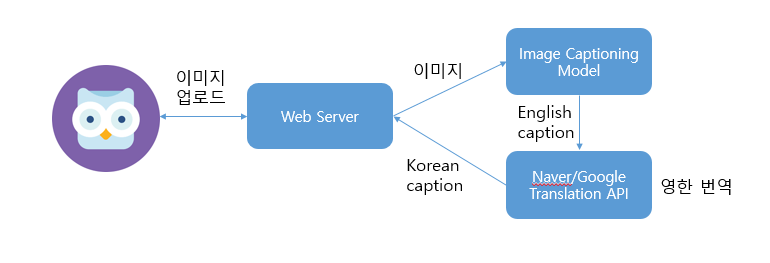 이미지
업로드
Web Server
이미지
Image Captioning
Model
English
caption
Korean
caption
Naver/Google
Translation API
영한 번역